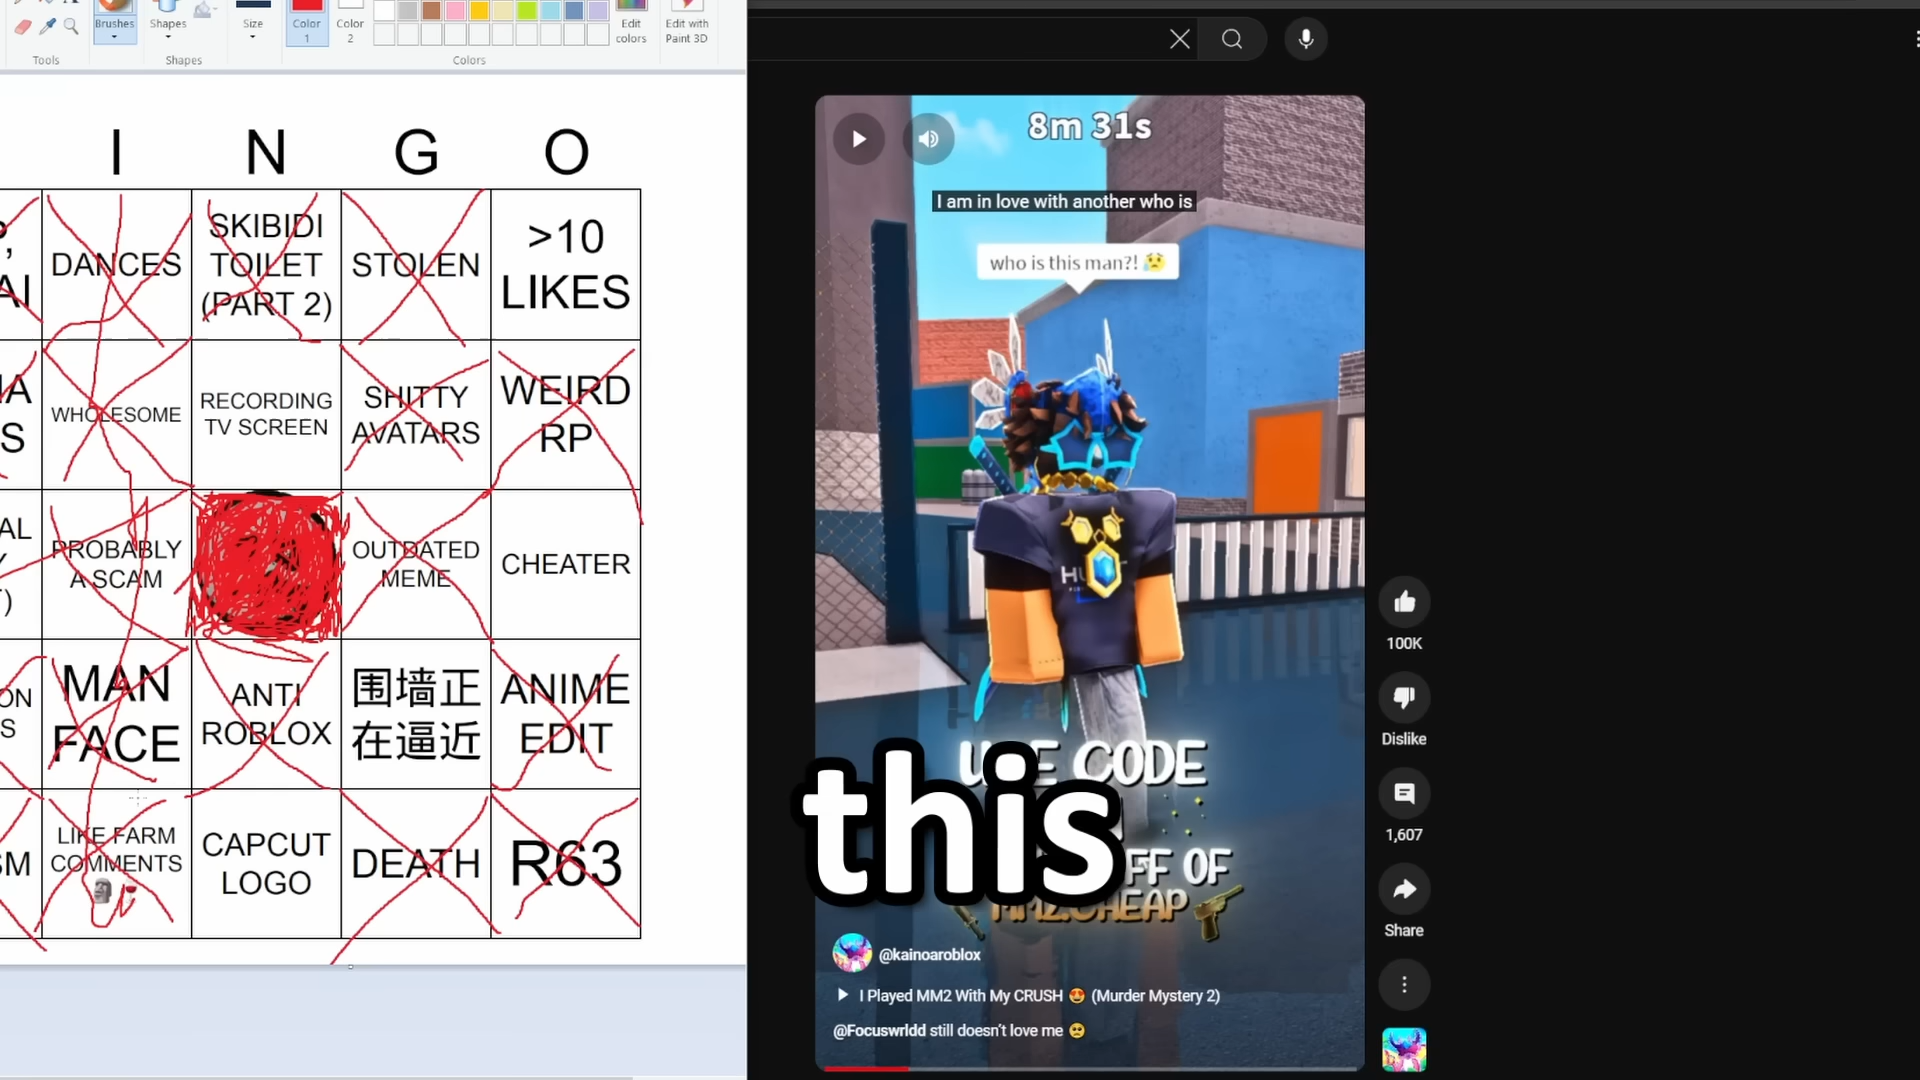 Brushes
Shapes
Size
Color
1
Color
2
Edit
colors
Edit with
Paint 3D
Tools
Shapes
Colors
I N G O
DANCES
SKIBIDI
TOILET
(PART 2)
STOLEN
>10
LIKES
WHOLESOME
RECORDING
TV SCREEN
SHITTY
AVATARS
WEIRD
RP
PROBABLY
A SCAM
OUTDATED
MEME
CHEATER
MAN
FACE
ANTI
ROBLOX
围墙正
在逼近
ANIME
EDIT
LIKE FARM
COMMENTS
🗿🍷
CAPCUT
LOGO
DEATH
R63
8m 31s
I am in love with another who is
who is this man?! 😥
USE CODE
OFF OF
MM2.CHEAP
this
@kainoaroblox
I Played MM2 With My CRUSH 😍 (Murder Mystery 2)
@Focuswrldd still doesn't love me 🥺
100K
Dislike
1,607
Share